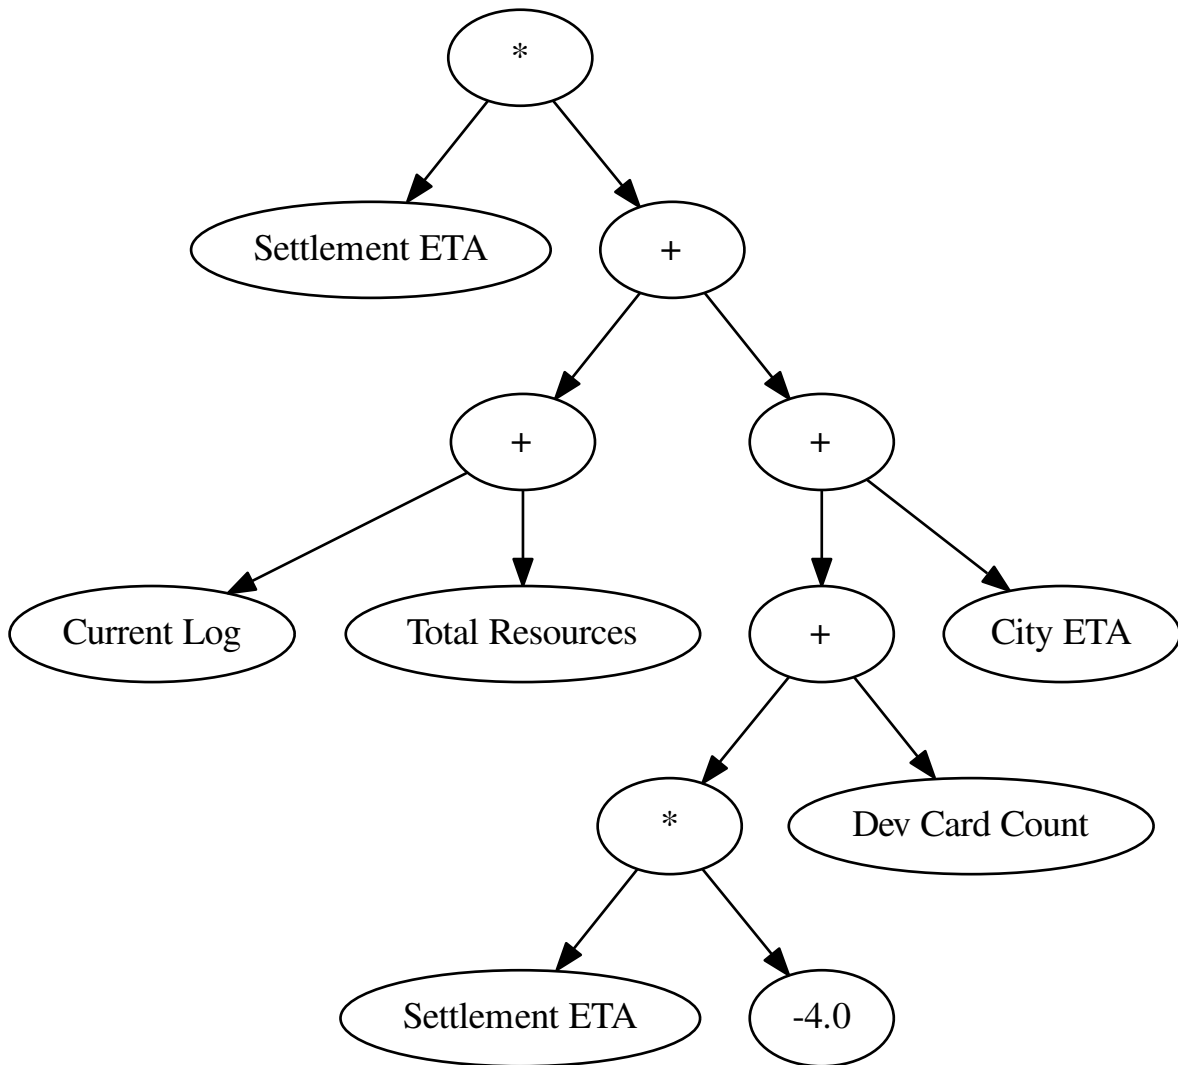 *
Settlement ETA
+
+
+
Current Log
Total Resources
+
City ETA
*
Dev Card Count
Settlement ETA
-4.0